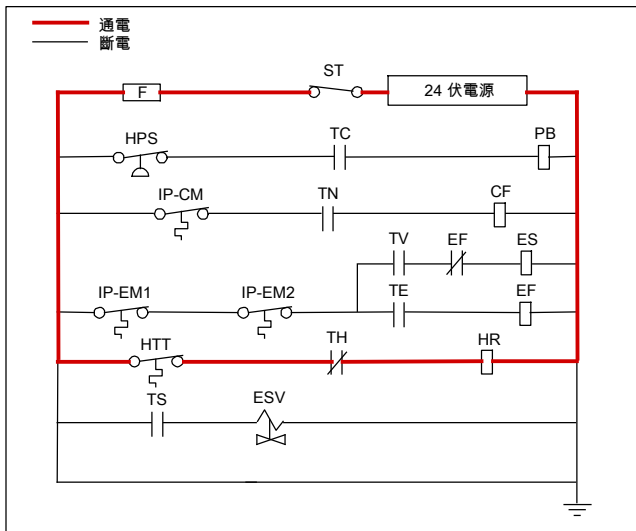 通電
斷電
ST
F
24 伏電源
HPS
TC
PB
IP-CM
TN
CF
TV
EF
ES
IP-EM1
IP-EM2
TE
EF
HTT
TH
HR
TS
ESV